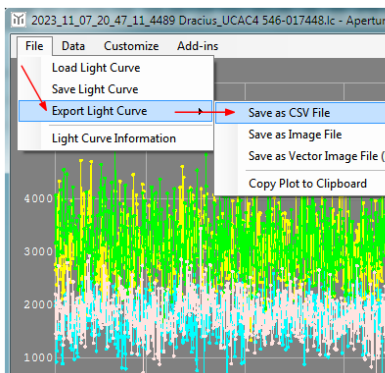 2023_11_07_20_47_11_4489 Dracius_UCAC4 546-017448.lc - Apertur
File Data Customize Add-ins
Load Light Curve
Save Light Curve
Export Light Curve
Save as CSV File
Light Curve Information
Save as Image File
Save as Vector Image File (
Copy Plot to Clipboard
4000
3000
2000
1000